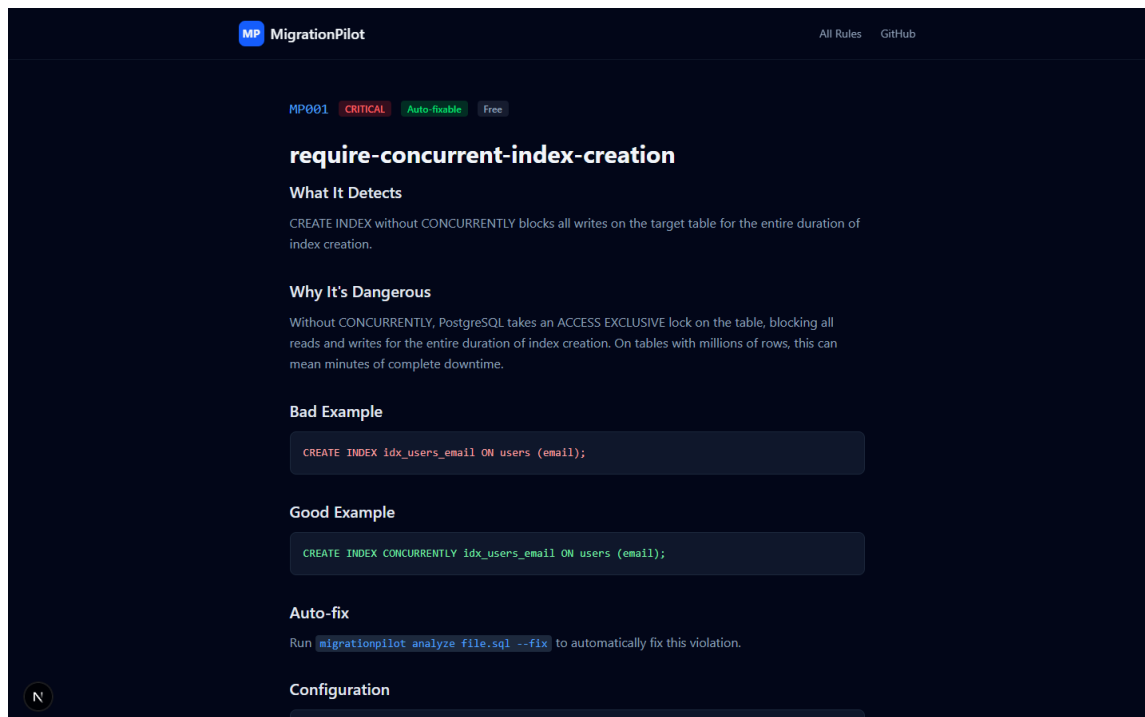 MP MigrationPilot All Rules GitHub
MP001 CRITICAL Auto-fixable Free
require-concurrent-index-creation
What It Detects
CREATE INDEX without CONCURRENTLY blocks all writes on the target table for the entire duration of
index creation.
Why It's Dangerous
Without CONCURRENTLY, PostgreSQL takes an ACCESS EXCLUSIVE lock on the table, blocking all
reads and writes for the entire duration of index creation. On tables with millions of rows, this can
mean minutes of complete downtime.
Bad Example
CREATE INDEX idx_users_email ON users (email);
Good Example
CREATE INDEX CONCURRENTLY idx_users_email ON users (email);
Auto-fix
Run migrationpilot analyze file.sql --fix to automatically fix this violation.
Configuration
N